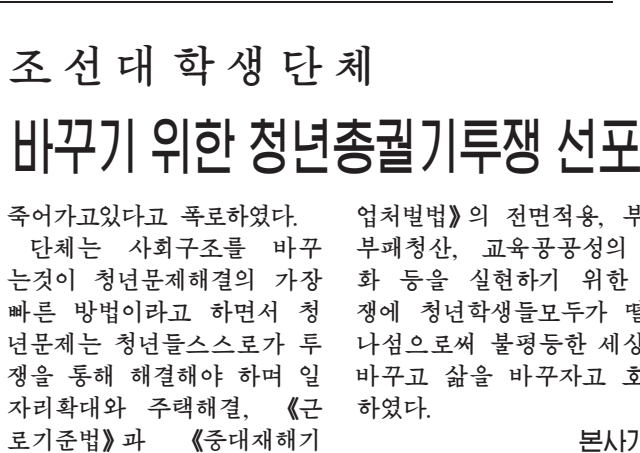 조선대학생단체
바꾸기 위한 청년총궐기투쟁 선포
죽어가고있다고 폭로하였다.
단체는 사회구조를 바꾸
는것이 청년문제해결의 가장
빠른 방법이라고 하면서 청
년문제는 청년들스스로가 투
쟁을 통해 해결해야 하며 일
자리확대와 주택해결, 《근
로기준법》과 《중대재해기
업처벌법》의 전면적용, 부
부패청산, 교육공공성의
화 등을 실현하기 위한
쟁에 청년학생들모두가
나섬으로써 불평등한 세상
바꾸고 삶을 바꾸자고
하였다.
본사기